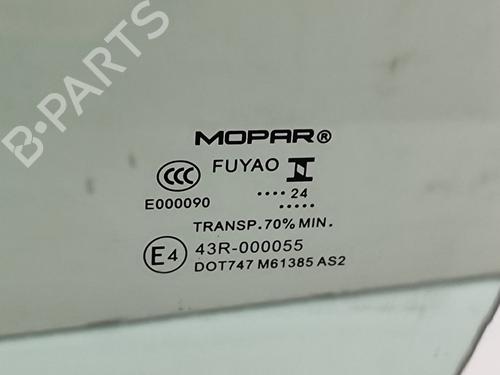 B-PARTS
MOPAR®
CCC FUYAO
.... 24
E000090 .....
TRANSP.70% MIN.
E4 43R-000055
DOT747 M61385 AS2